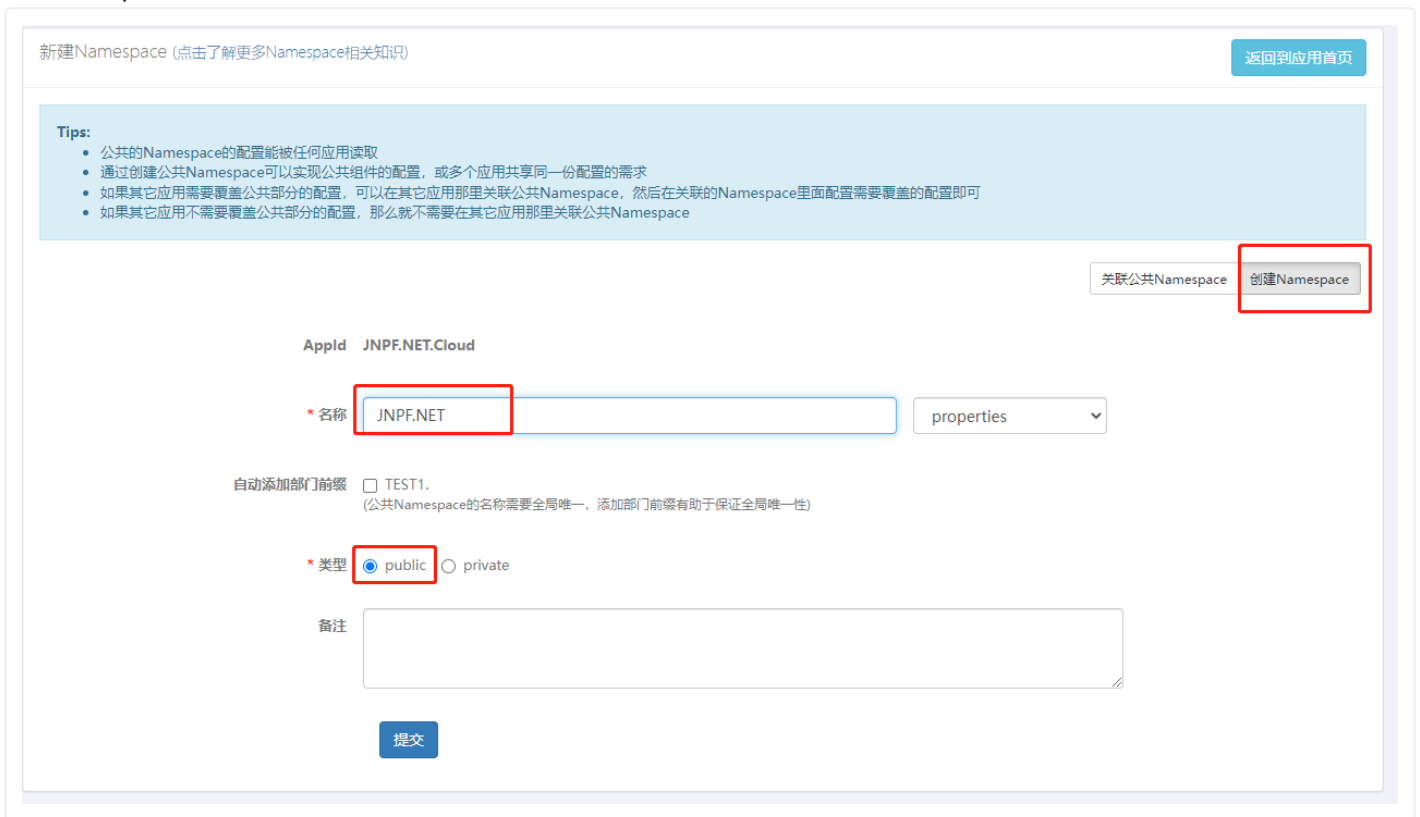 新建Namespace (点击了解更多Namespace相关知识)
返回到应用首页
Tips:
公共的Namespace的配置能被任何应用读取
通过创建公共Namespace可以实现公共组件的配置，或多个应用共享同一份配置的需求
如果其它应用需要覆盖公共部分的配置，可以在其它应用那里关联公共Namespace，然后在关联的Namespace里面配置需要覆盖的配置即可
如果其它应用不需要覆盖公共部分的配置，那么就不需要在其它应用那里关联公共Namespace
关联公共Namespace 创建Namespace
AppId JNPF.NET.Cloud
* 名称 JNPF.NET properties
自动添加部门前缀 TEST1.
(公共Namespace的名称需要全局唯一，添加部门前缀有助于保证全局唯一性)
* 类型 public private
备注
提交